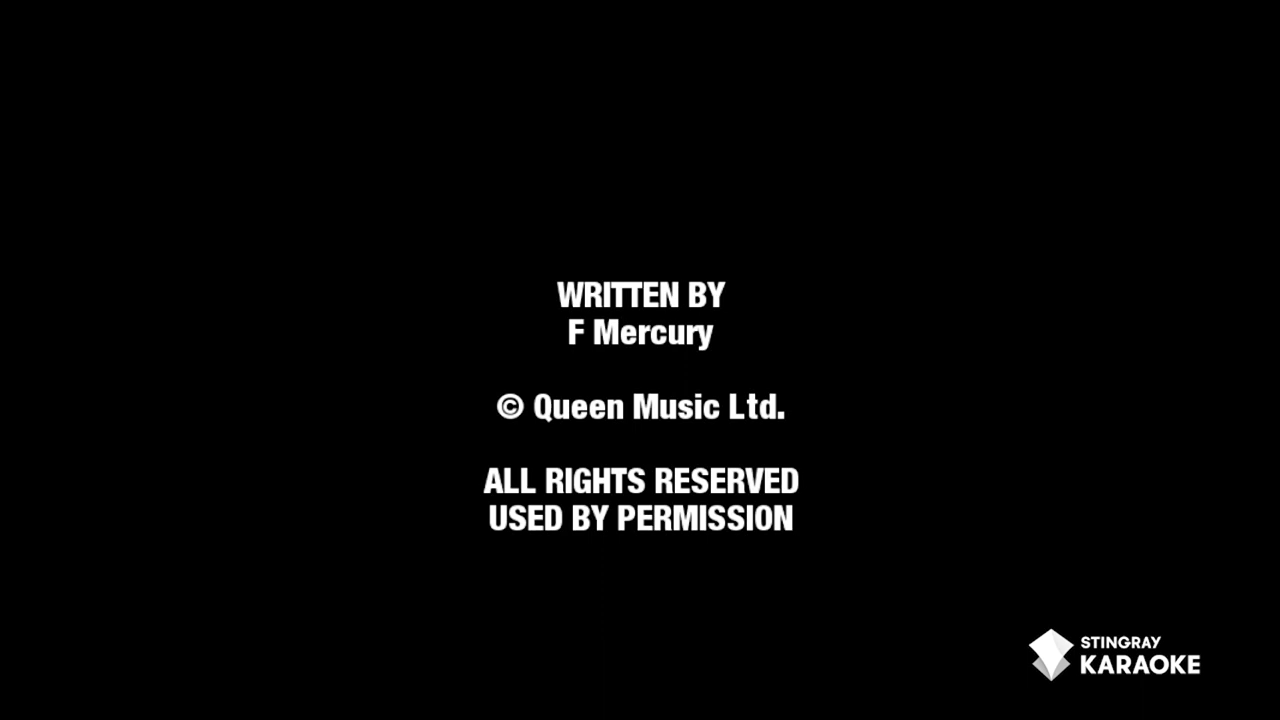 WRITTEN BY
F Mercury
© Queen Music Ltd.
ALL RIGHTS RESERVED
USED BY PERMISSION
STINGRAY
KARAOKE